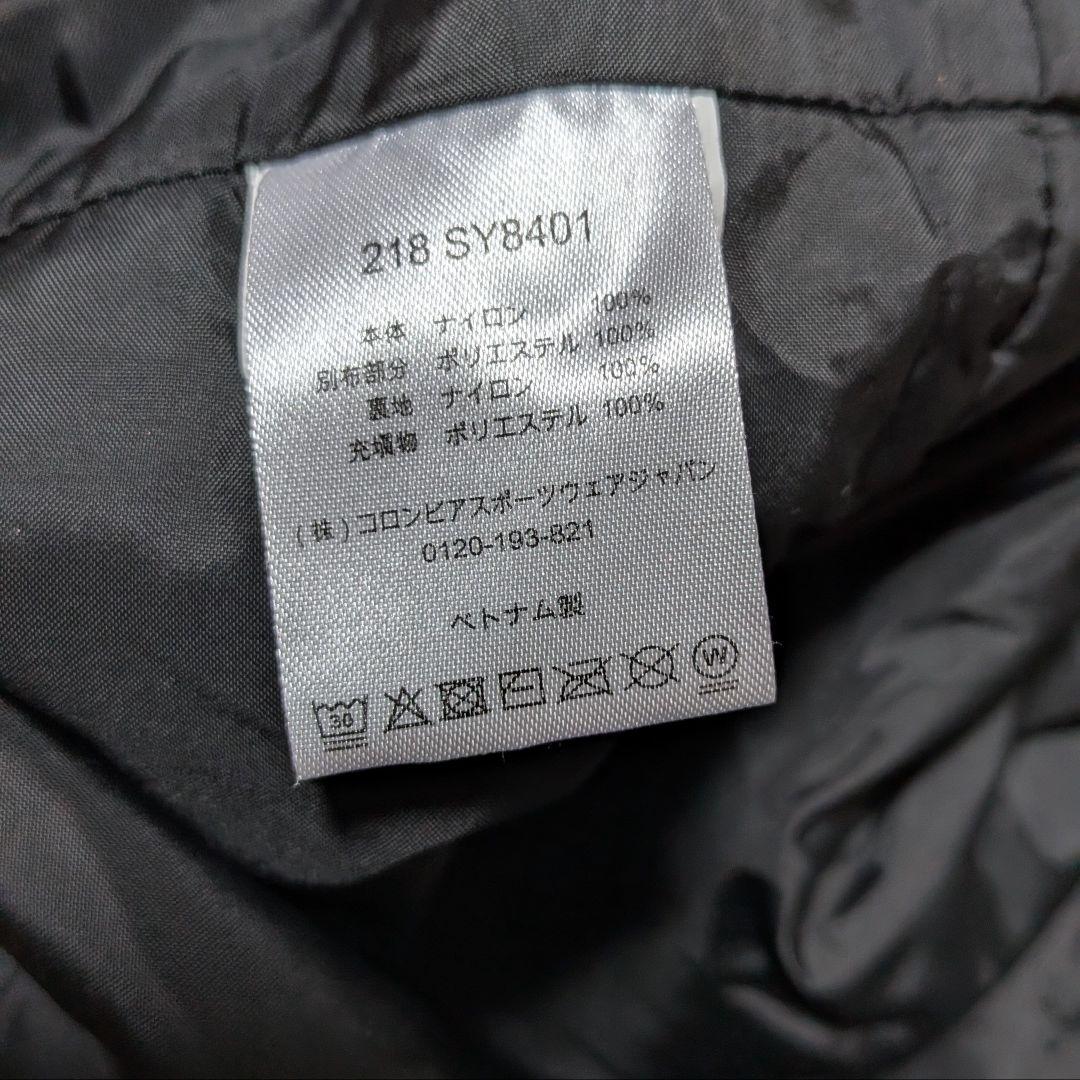 218 SY8401
本体 ナイロン 100%
別布部分 ポリエステル 100%
裏地 ナイロン 100%
充填物 ポリエステル 100%
(株)コロンビアスポーツウェアジャパン
0120-193-821
ベトナム製
30 W